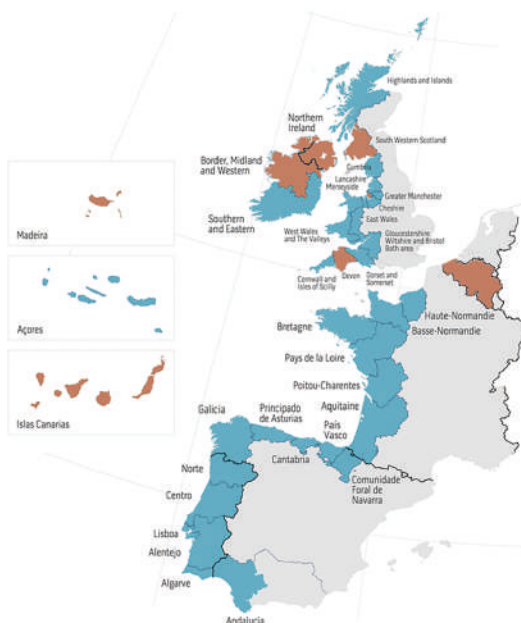 Highlands and Islands
Northern
Ireland
South Western Scotland
Border, Midland
and Western
Cumbria
Lancashire
Merseyside
Greater Manchester
Cheshire
East Wales
Southern
and Eastern
West Wales
and The Valleys
Gloucestershire
Wiltshire and Bristol
Both area
Cornwall and
Isles of Scilly
Devon
Dorset and
Somerset
Madeira
Açores
Islas Canarias
Haute-Normandie
Basse-Normandie
Bretagne
Pays de la Loire
Poitou-Charentes
Aquitaine
País
Vasco
Principado
de Asturias
Galicia
Cantabria
Comunidade
Foral de
Navarra
Norte
Centro
Lisboa
Alentejo
Algarve
Andalucia